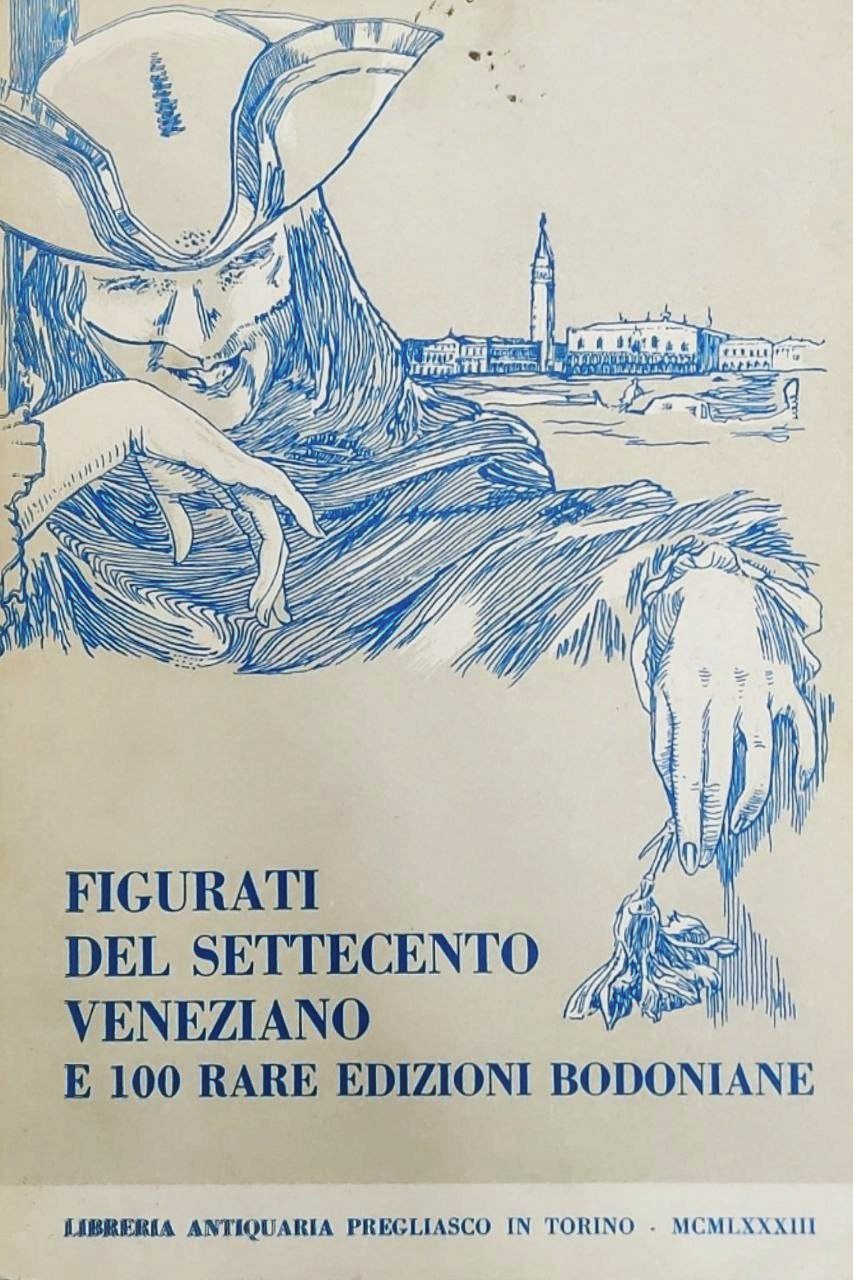 FIGURATI
DEL SETTECENTO
VENEZIANO
E 100 RARE EDIZIONI BODONIANE
LIBRERIA ANTIQUARIA PREGLIASCO IN TORINO · MCMLXXXIII